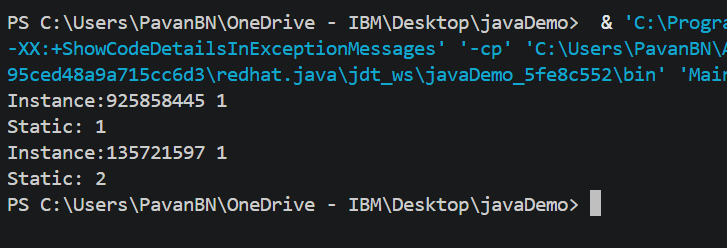 PS C:\Users\PavanBN\OneDrive - IBM\Desktop\javaDemo>  & 'C:\Progra
-XX:+ShowCodeDetailsInExceptionMessages' '-cp' 'C:\Users\PavanBN\A
95ced48a9a715cc6d3\redhat.java\jdt_ws\javaDemo_5fe8c552\bin' 'Main
Instance:925858445 1
Static: 1
Instance:135721597 1
Static: 2
PS C:\Users\PavanBN\OneDrive - IBM\Desktop\javaDemo>